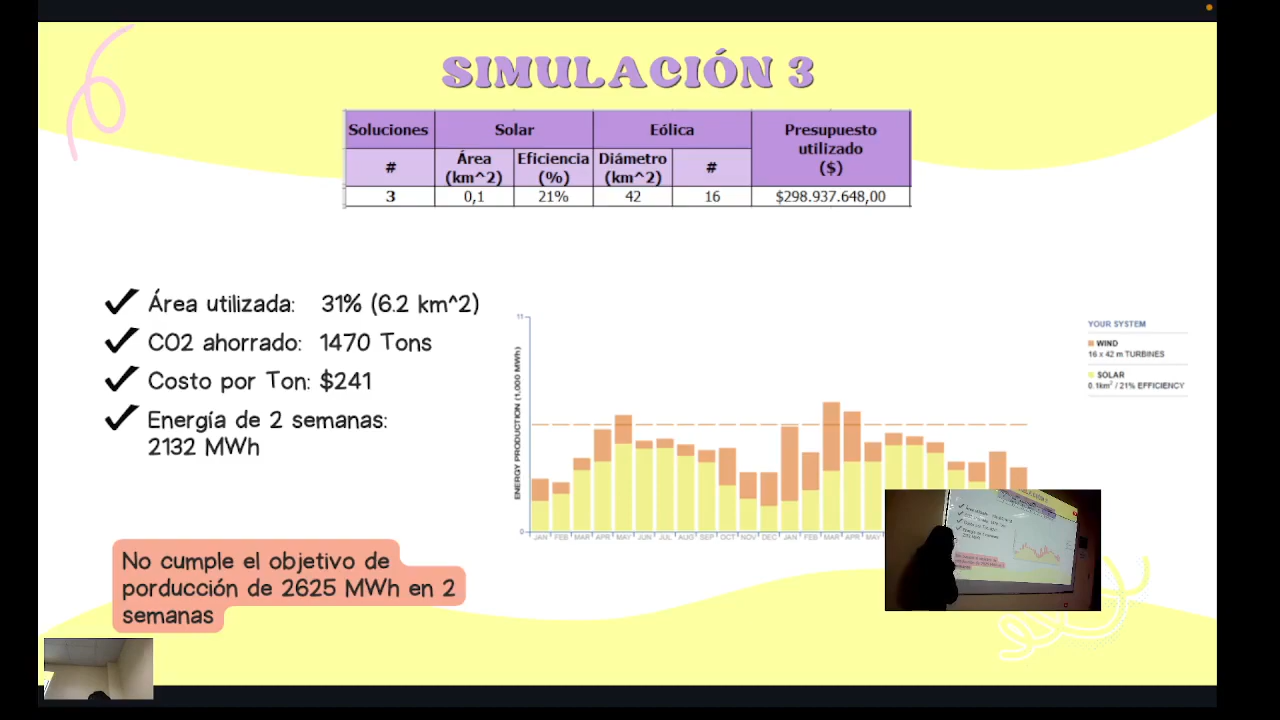 SIMULACIÓN 3
Soluciones Solar Eólica Presupuesto utilizado ($)
# Área (km^2) Eficiencia (%) Diámetro (km^2) #
3 0,1 21% 42 16 $298.937.648,00
Área utilizada: 31% (6.2 km^2)
CO2 ahorrado: 1470 Tons
Costo por Ton: $241
Energía de 2 semanas:
2132 MWh
No cumple el objetivo de
porducción de 2625 MWh en 2
semanas
11
ENERGY PRODUCTION (1,000 MWh)
0
JAN FEB MAR APR MAY JUN JUL AUG SEP OCT NOV DEC JAN FEB MAR APR MAY
YOUR SYSTEM
WIND
16 x 42 m TURBINES
SOLAR
0.1km² / 21% EFFICIENCY